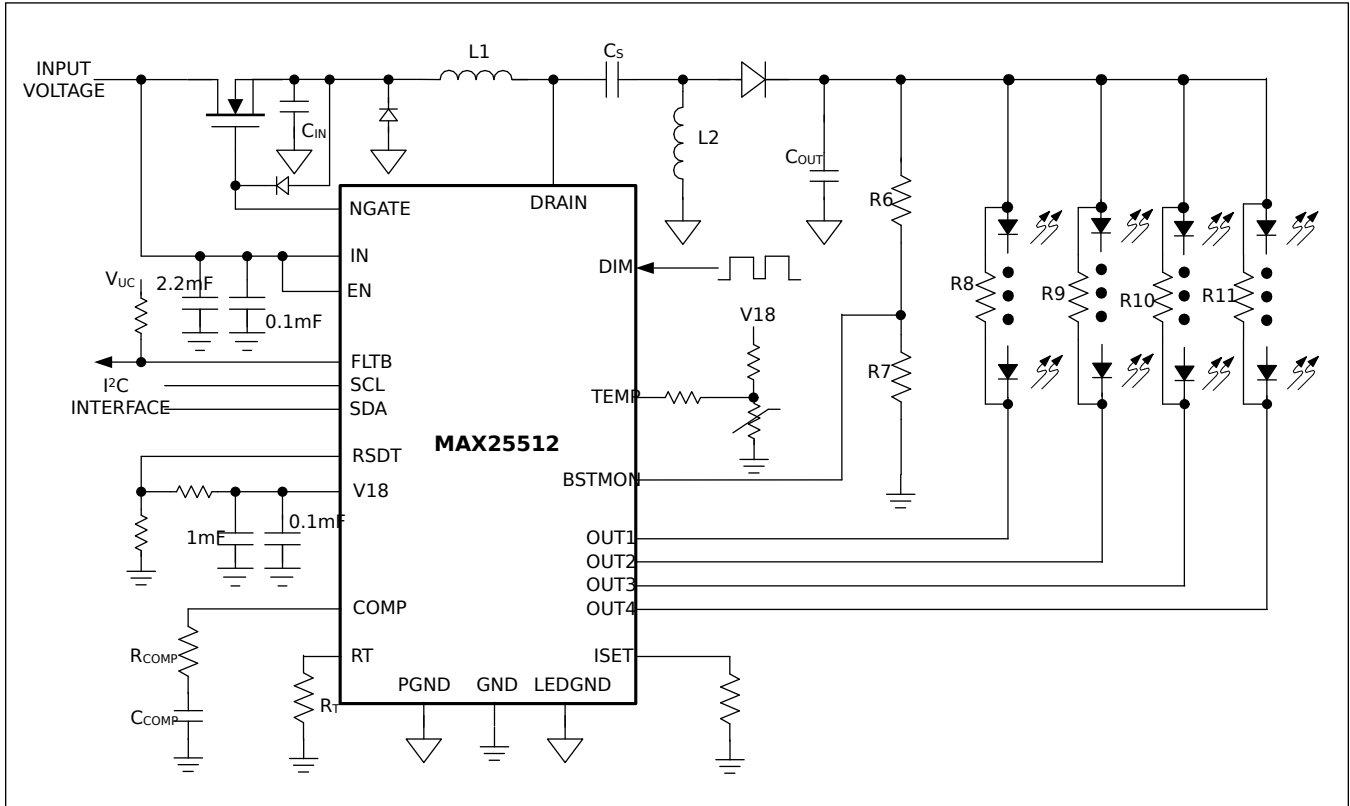 L1
CS
INPUT
VOLTAGE
CIN
L2
COUT
R6
NGATE
DRAIN
IN
DIM
EN
VUC
2.2mF
0.1mF
R8
R9
R10
R11
V18
FLTB
I2C
INTERFACE
SCL
SDA
TEMP
R7
MAX25512
RSDT
BSTMON
V18
0.1mF
1mF
OUT1
OUT2
OUT3
OUT4
COMP
RCOMP
RT
ISET
CCOMP
RT
PGND
GND
LEDGND